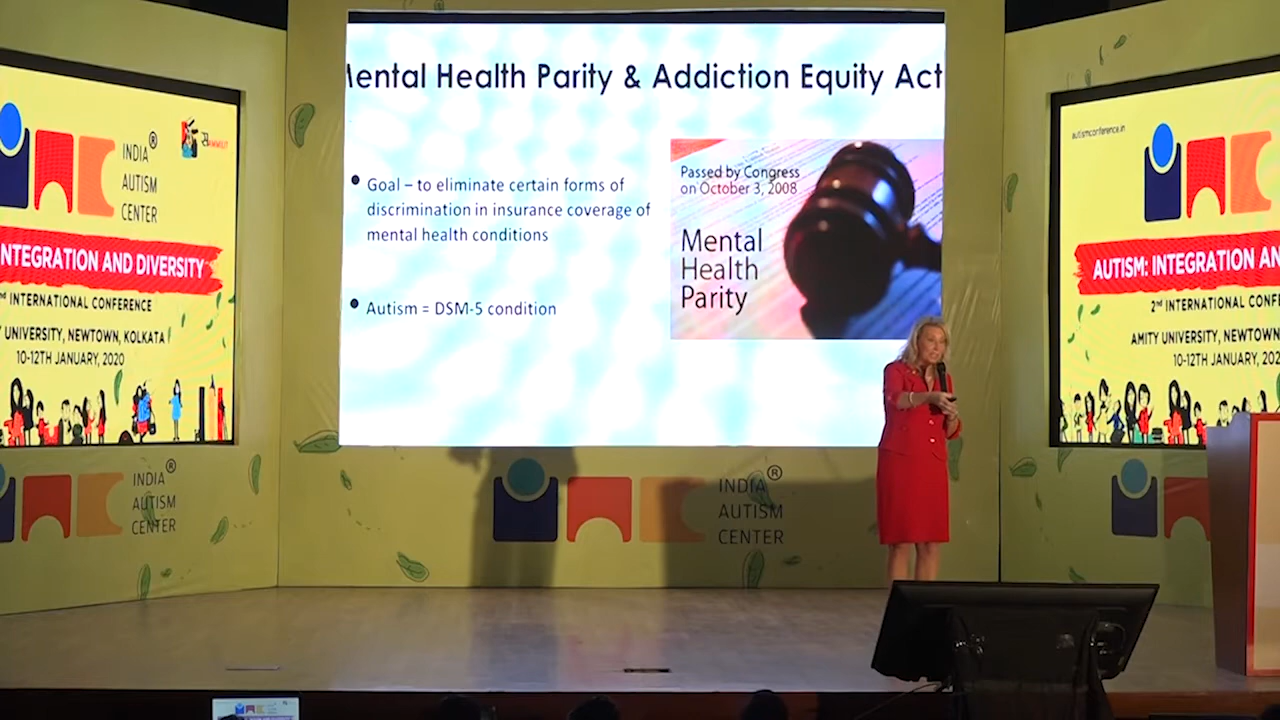 Mental Health Parity & Addiction Equity Act
Goal – to eliminate certain forms of
discrimination in insurance coverage of
mental health conditions
Autism = DSM-5 condition
Passed by Congress
on October 3, 2008
Mental
Health
Parity
INDIA
AUTISM
CENTER
®
NTEGRATION AND DIVERSITY
INTERNATIONAL CONFERENCE
UNIVERSITY, NEWTOWN, KOLKATA
10-12TH JANUARY, 2020
autismconference.in
AUTISM: INTEGRATION AN
2nd INTERNATIONAL CONFE
AMITY UNIVERSITY, NEWTOWN,
10-12TH JANUARY, 202
INDIA
AUTISM
CENTER
®
INDIA
AUTISM
CENTER
®